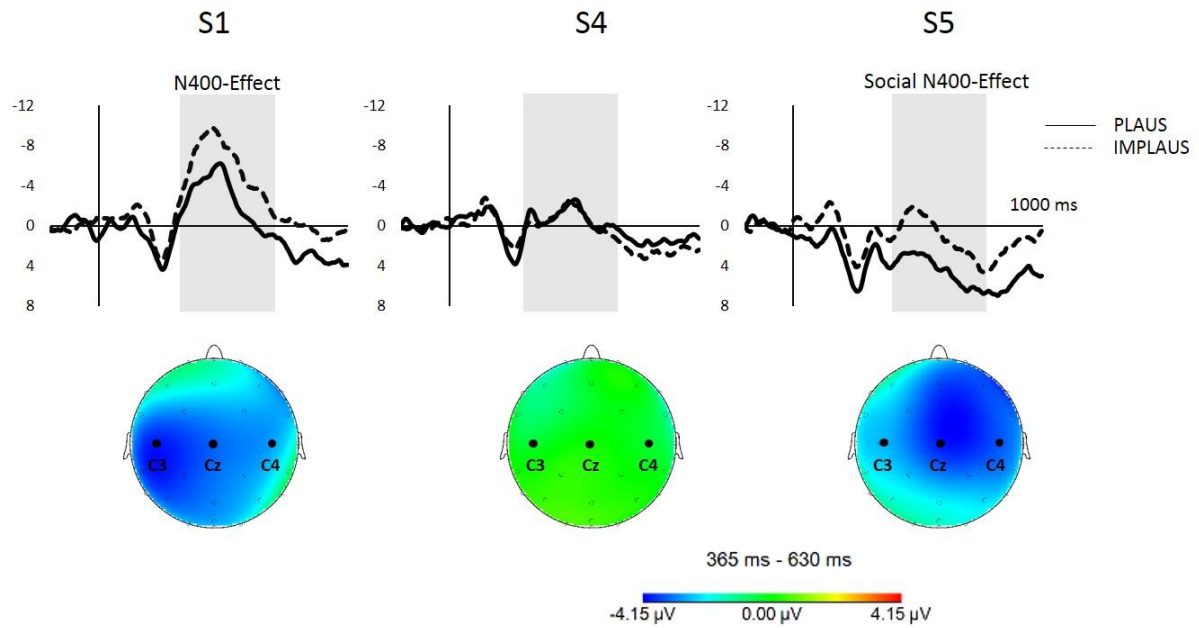 S1 S4 S5
N400-Effect Social N400-Effect
-12 -12 -12
PLAUS
-8 -8 -8
IMPLAUS
-4 -4 -4
1000 ms
0 0 0
4 4 4
8 8 8
C3 Cz C4 C3 Cz C4 C3 Cz C4
365 ms - 630 ms
-4.15 µV 0.00 µV 4.15 µV